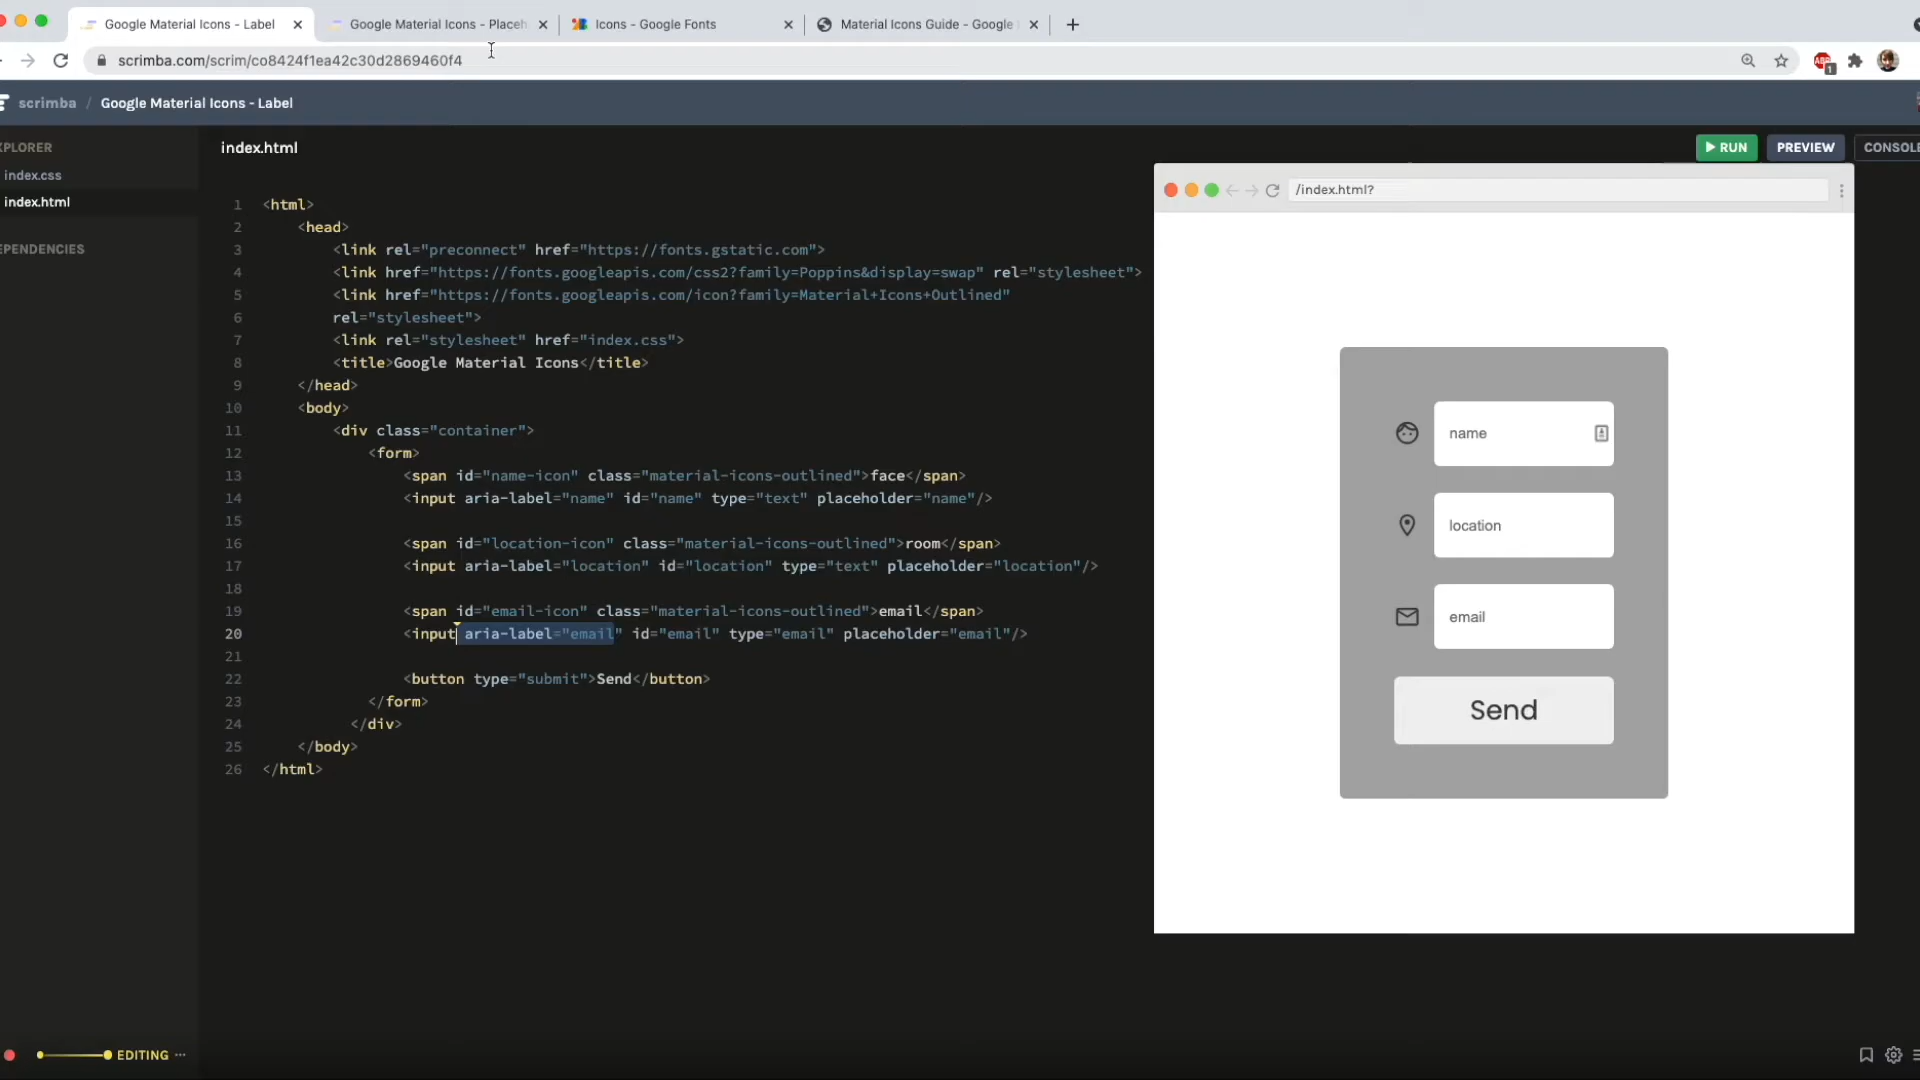 Google Material Icons - Label
Google Material Icons - Placeh
Icons - Google Fonts
Material Icons Guide - Google
scrimba.com/scrim/co8424f1ea42c30d2869460f4
ABP
1
scrimba / Google Material Icons - Label
XPLORER
index.css
index.html
EPENDENCIES
index.html
RUN
PREVIEW
CONSOLE
1 <html>
2 <head>
3 <link rel="preconnect" href="https://fonts.gstatic.com">
4 <link href="https://fonts.googleapis.com/css2?family=Poppins&display=swap" rel="stylesheet">
5 <link href="https://fonts.googleapis.com/icon?family=Material+Icons+Outlined"
6 rel="stylesheet">
7 <link rel="stylesheet" href="index.css">
8 <title>Google Material Icons</title>
9 </head>
10 <body>
11 <div class="container">
12 <form>
13 <span id="name-icon" class="material-icons-outlined">face</span>
14 <input aria-label="name" id="name" type="text" placeholder="name"/>
15
16 <span id="location-icon" class="material-icons-outlined">room</span>
17 <input aria-label="location" id="location" type="text" placeholder="location"/>
18
19 <span id="email-icon" class="material-icons-outlined">email</span>
20 <input aria-label="email" id="email" type="email" placeholder="email"/>
21
22 <button type="submit">Send</button>
23 </form>
24 </div>
25 </body>
26 </html>
/index.html?
name
location
email
Send
EDITING ...